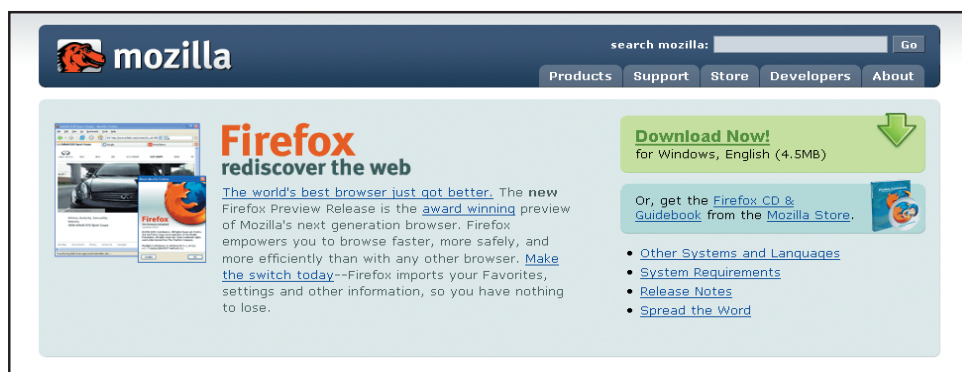 mozilla
search mozilla:
Go
Products Support Store Developers About
Firefox
rediscover the web
The world's best browser just got better. The new
Firefox Preview Release is the award winning preview
of Mozilla's next generation browser. Firefox
empowers you to browse faster, more safely, and
more efficiently than with any other browser. Make
the switch today--Firefox imports your Favorites,
settings and other information, so you have nothing
to lose.
Firefox
Download Now!
for Windows, English (4.5MB)
Or, get the Firefox CD &
Guidebook from the Mozilla Store.
• Other Systems and Languages
• System Requirements
• Release Notes
• Spread the Word